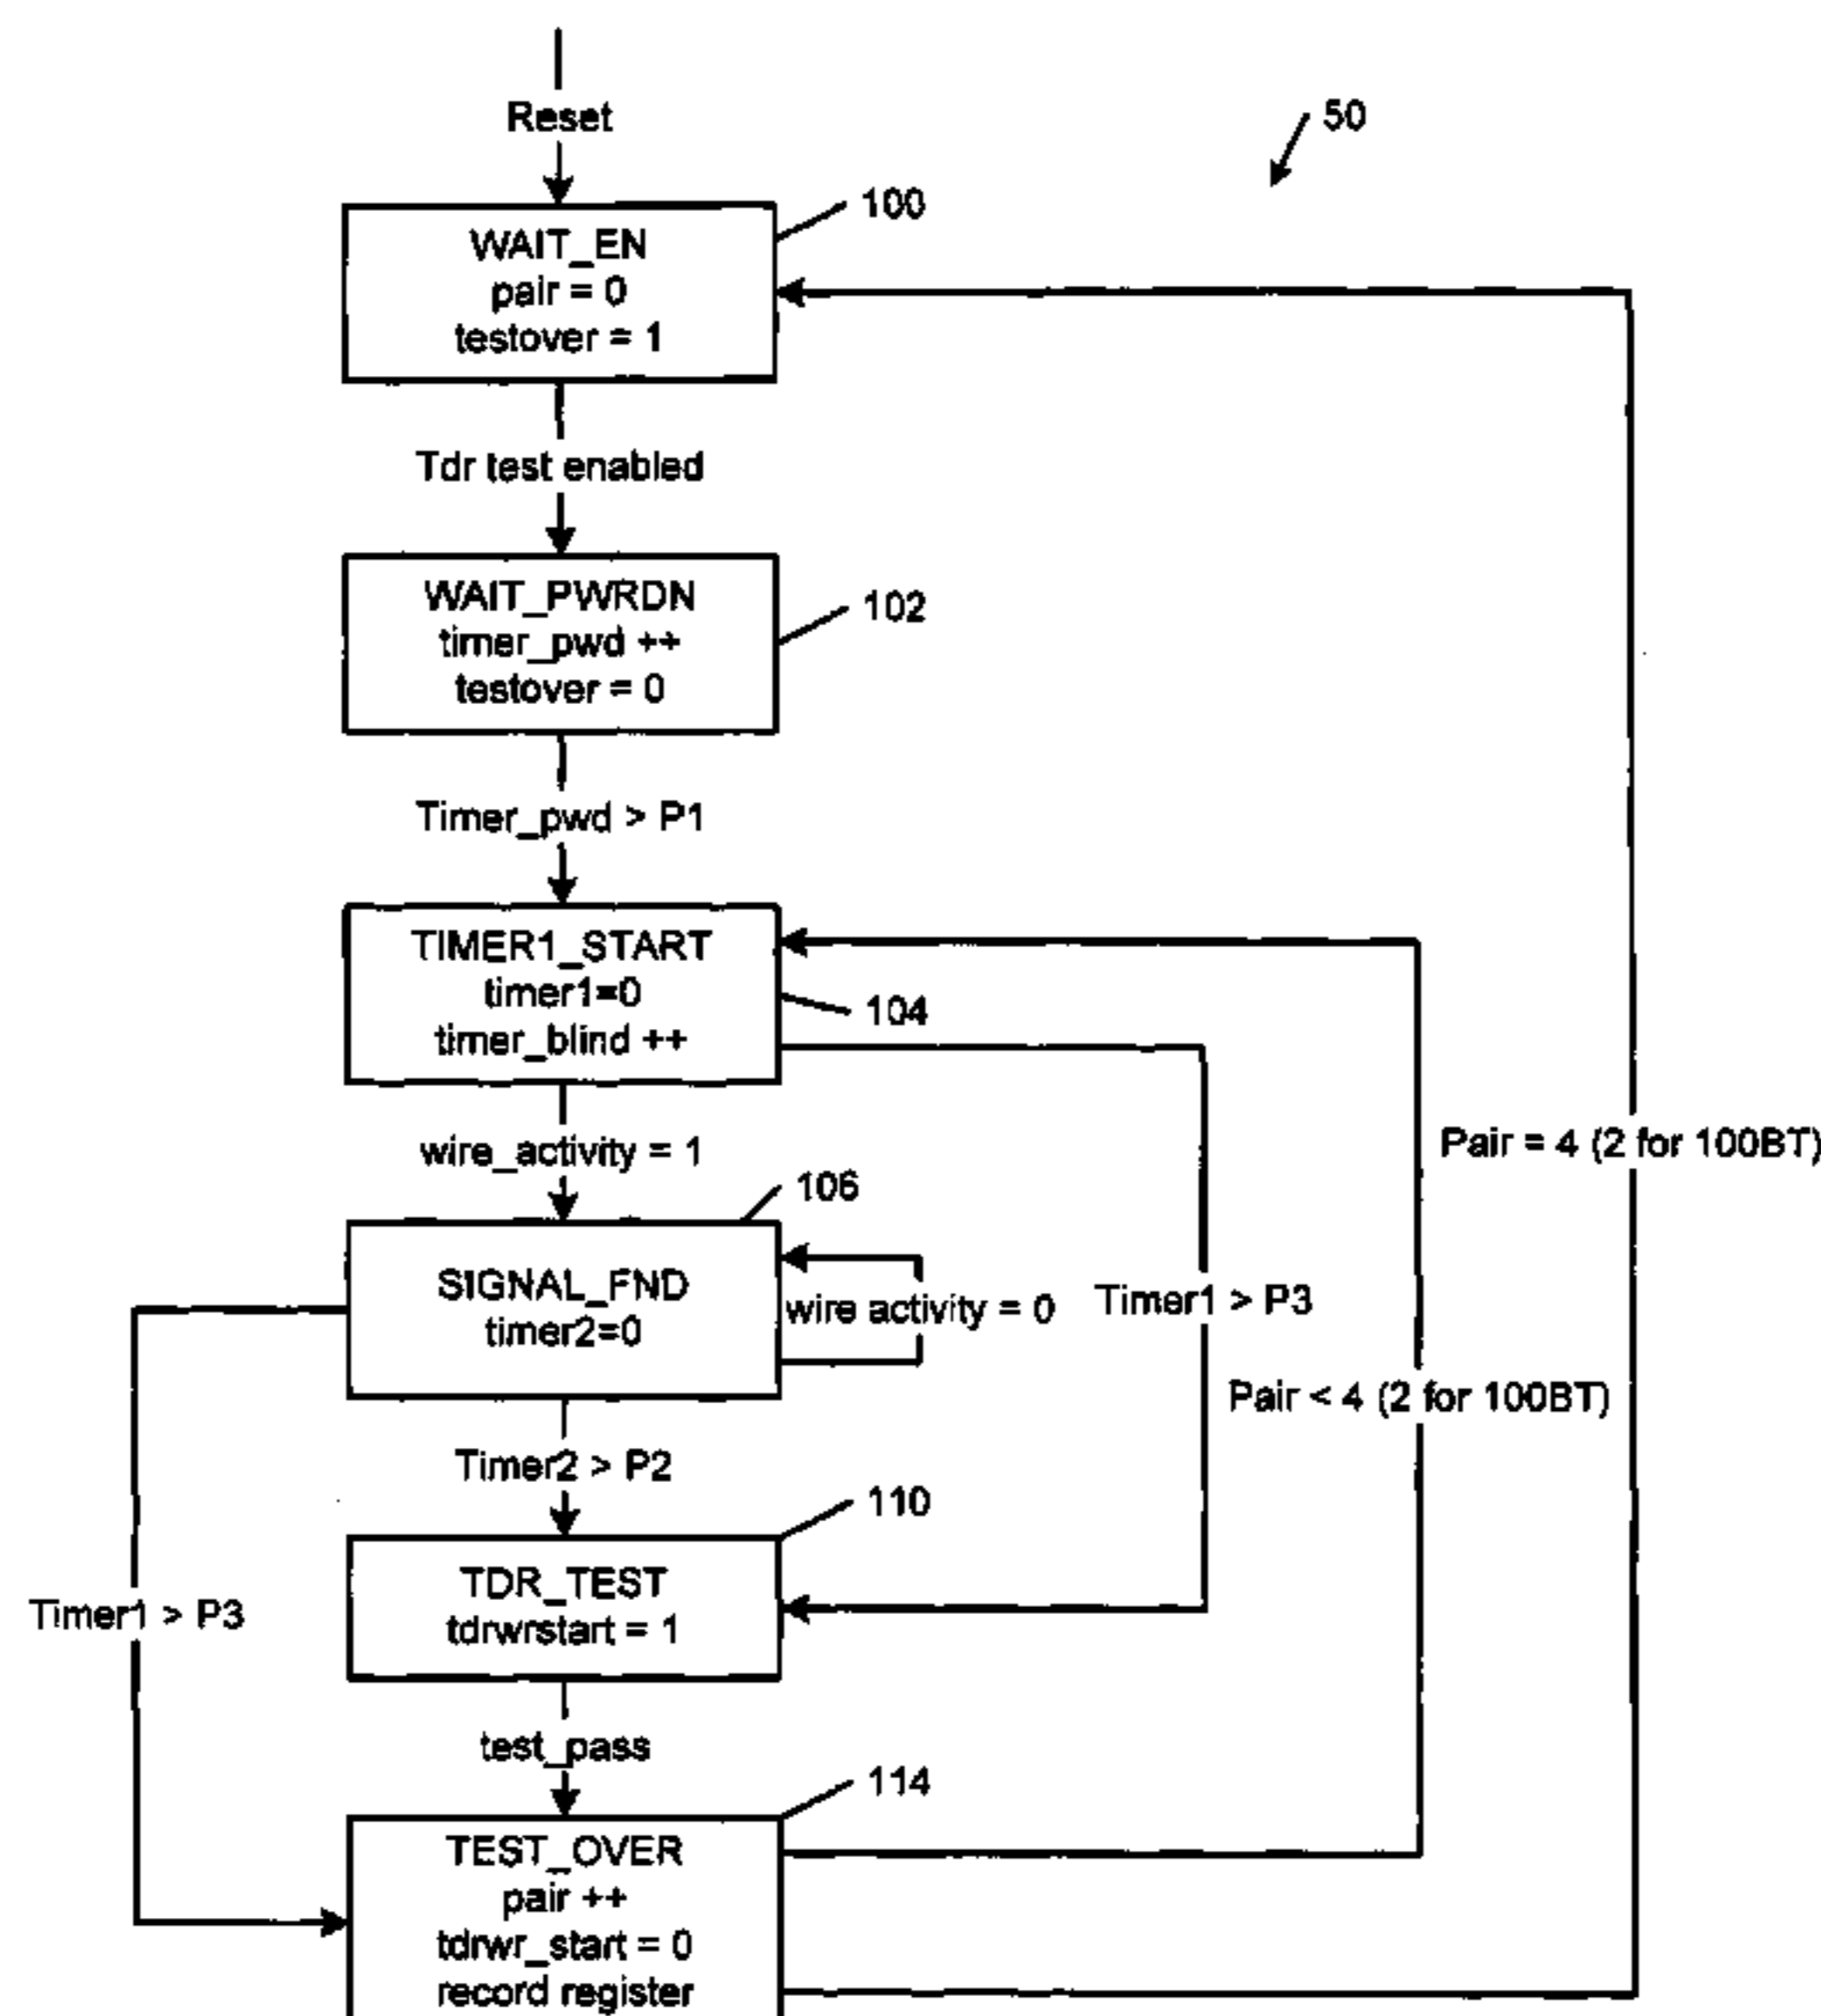 Reset
50
100
WAIT_EN
pair = 0
testover = 1
Tdr test enabled
WAIT_PWRDN
timer_pwd ++
testover = 0
102
Timer_pwd > P1
TIMER1_START
timer1=0
timer_blind ++
104
wire_activity = 1
Pair = 4 (2 for 100BT)
106
SIGNAL_FND
timer2=0
wire activity = 0
Timer1 > P3
Pair < 4 (2 for 100BT)
Timer2 > P2
110
TDR_TEST
tdrwrstart = 1
Timer1 > P3
test_pass
114
TEST_OVER
pair ++
tdrwr_start = 0
record register